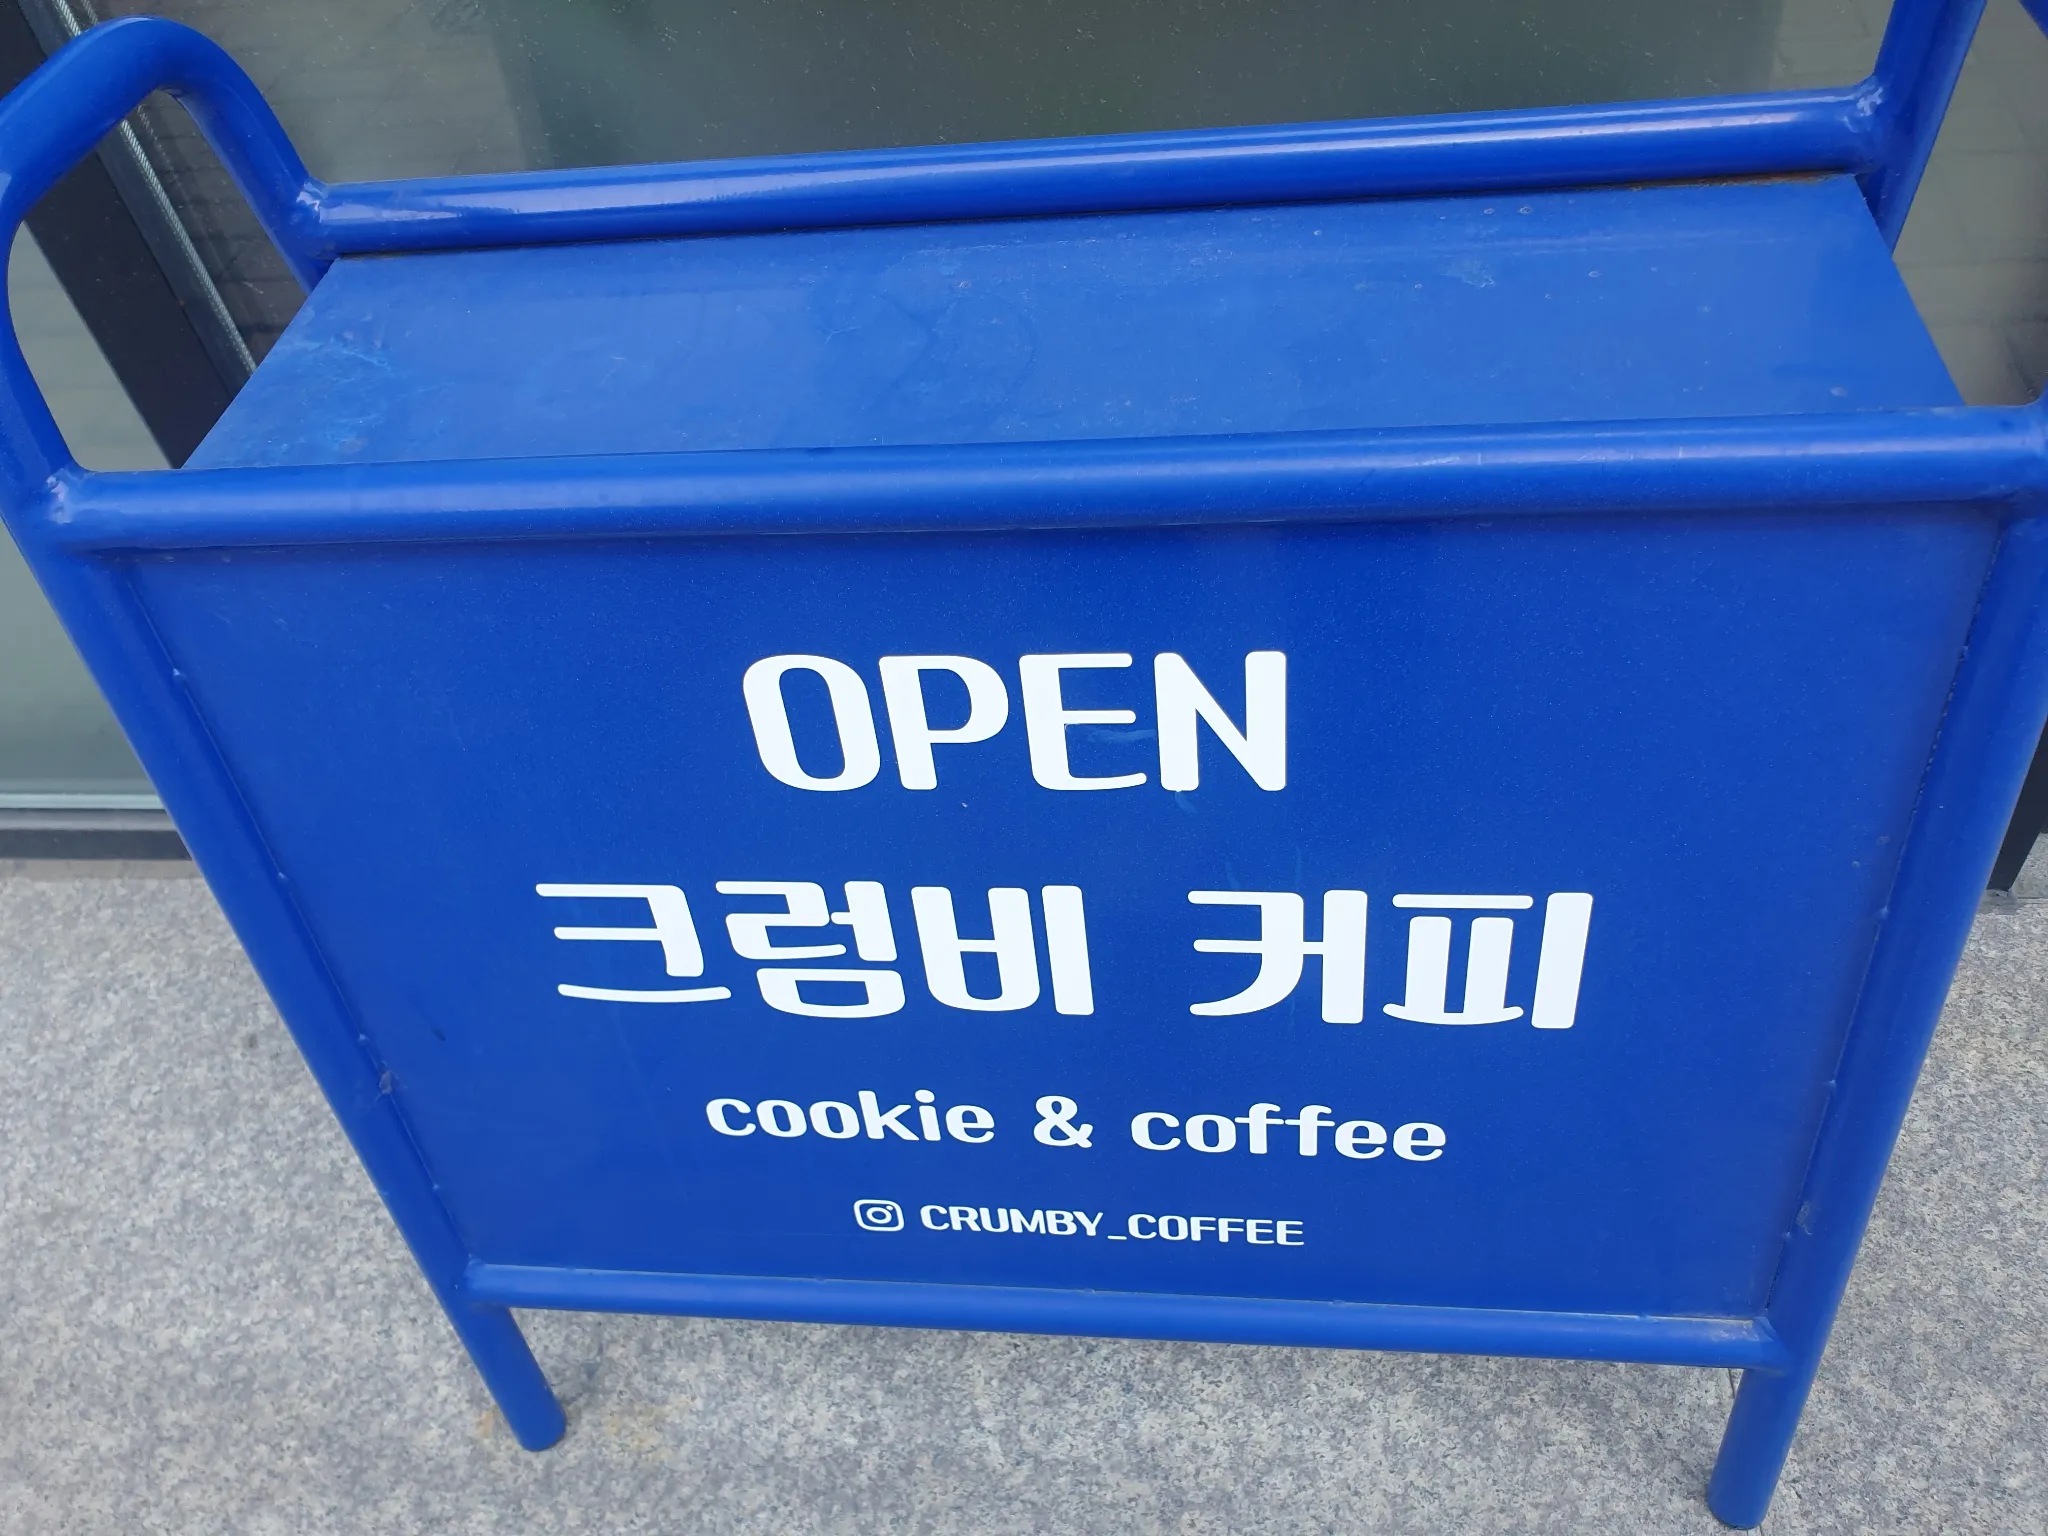 OPEN
크럼비 커피
cookie & coffee
CRUMBY_COFFEE